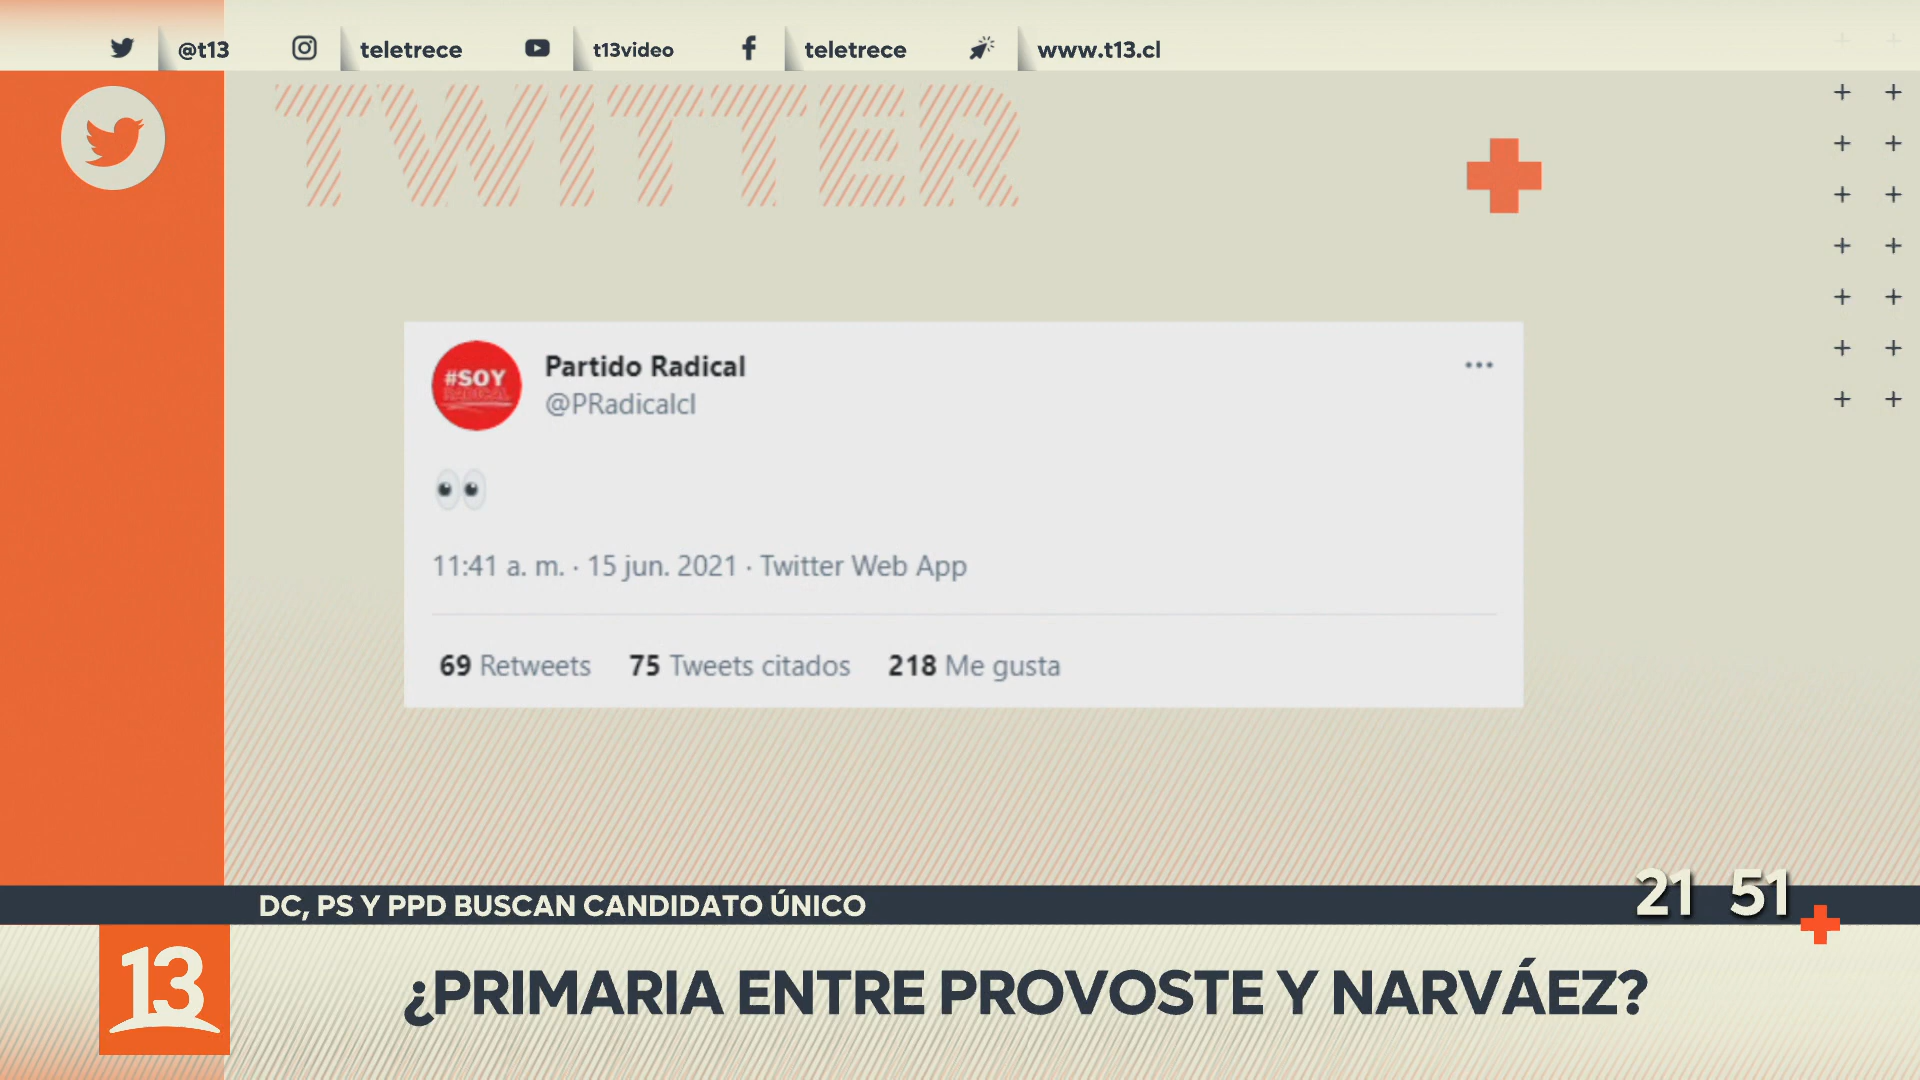 @t13 teletrece t13video teletrece www.t13.cl
TWITTER
#SOY
RADICAL
Partido Radical
@PRadicalcl
👀
11:41 a. m. · 15 jun. 2021 · Twitter Web App
69 Retweets 75 Tweets citados 218 Me gusta
DC, PS Y PPD BUSCAN CANDIDATO ÚNICO
21 51
13
¿PRIMARIA ENTRE PROVOSTE Y NARVÁEZ?